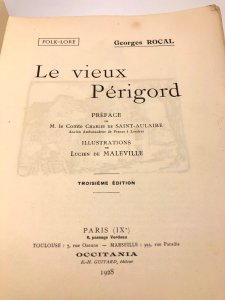 FOLK-LORE
Georges ROCAL
Le vieux
Périgord
PRÉFACE
DE
M. le Comte Charles de SAINT-AULAIRE
Ancien Ambassadeur de France à Londres
ILLUSTRATIONS
DE
Lucien de MALEVILLE
TROISIÈME ÉDITION
PARIS (IXe)
6, passage Verdeau
TOULOUSE : 7, rue Ozenne - MARSEILLE : 322, rue Paradis
OCCITANIA
E.-H. GUITARD, éditeur
1928